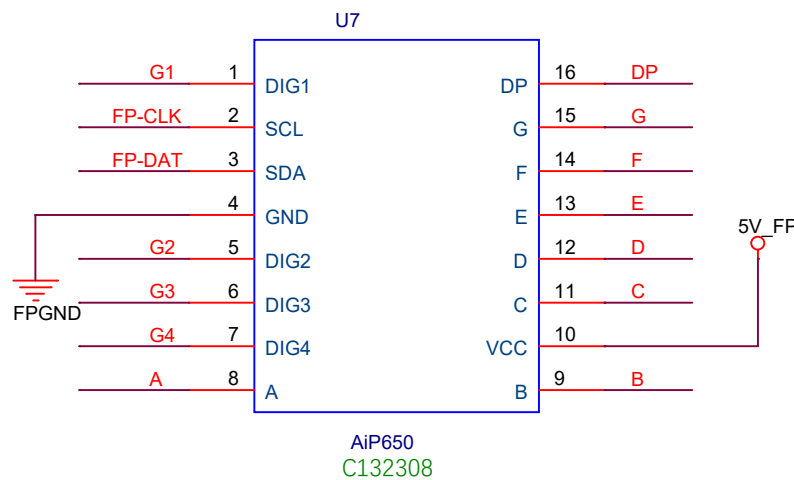 U7
G1 1 DIG1 DP 16 DP
FP-CLK 2 SCL G 15 G
FP-DAT 3 SDA F 14 F
4 GND E 13 E
5V_FP
G2 5 DIG2 D 12 D
G3 6 DIG3 C 11 C
FPGND
G4 7 DIG4 VCC 10
A 8 A B 9 B
AiP650
C132308